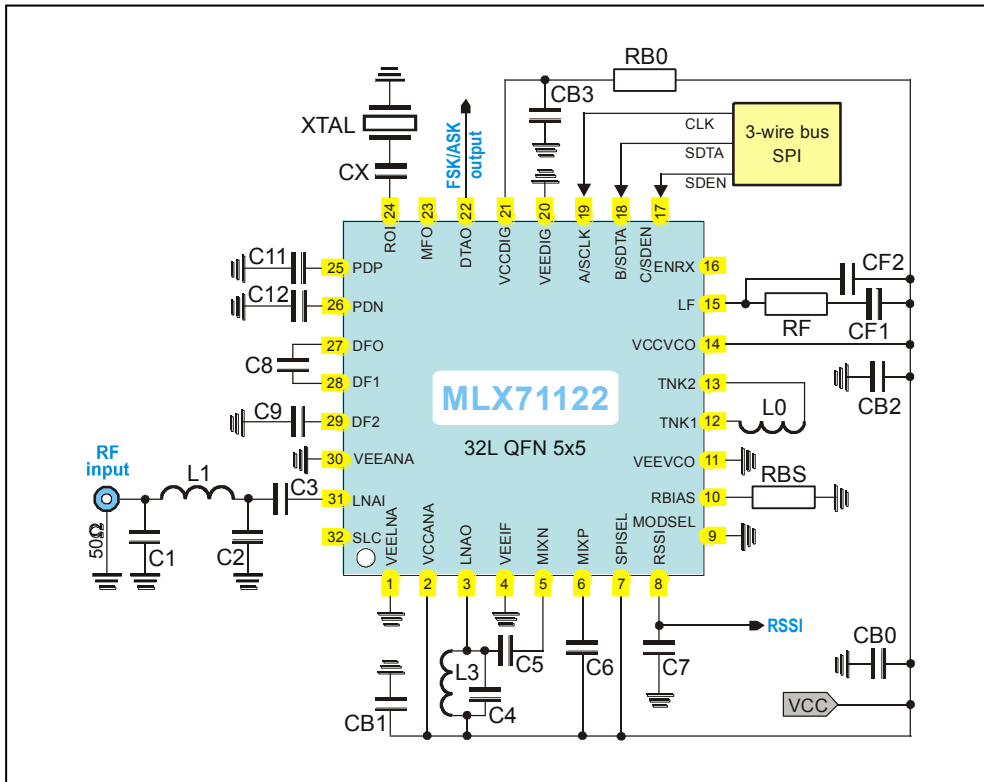 RB0
CB3
XTAL
CX
FSK/ASK
output
CLK
SDTA
SDEN
3-wire bus
SPI
24
23
22
21
20
19
18
17
ROI
MFO
DTAO
VCCDIG
VEEDIG
A/SCLK
B/SDTA
C/SDEN
C11
25
PDP
C12
26
PDN
27
DFO
C8
28
DF1
C9
29
DF2
30
VEEANA
31
LNAI
32
SLC
ENRX
16
LF
15
CF2
RF
CF1
VCCVCO
14
CB2
TNK2
13
L0
TNK1
12
VEEVCO
11
RBIAS
10
RBS
MODSEL
9
MLX71122
32L QFN 5x5
RF
input
L1
C3
50Ω
C1
C2
VEELNA
VCCANA
LNAO
VEEIF
MIXN
MIXP
SPISEL
RSSI
1
2
3
4
5
6
7
8
RSSI
CB1
L3
C4
C5
C6
C7
CB0
VCC